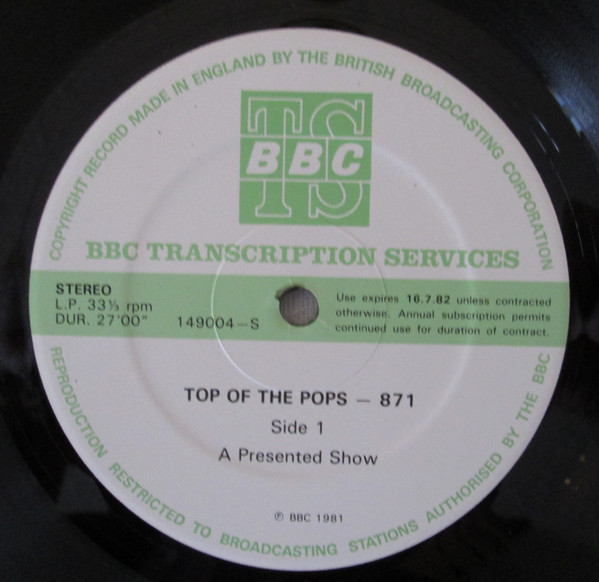 COPYRIGHT RECORD MADE IN ENGLAND BY THE BRITISH BROADCASTING CORPORATION
TS
BBC
BBC TRANSCRIPTION SERVICES
STEREO
L.P. 33⅓ rpm
DUR. 27'00"
149004-S
Use expires 16.7.82 unless contracted
otherwise. Annual subscription permits
continued use for duration of contract.
TOP OF THE POPS — 871
Side 1
A Presented Show
℗ BBC 1981
REPRODUCTION RESTRICTED TO BROADCASTING STATIONS AUTHORISED BY THE BBC